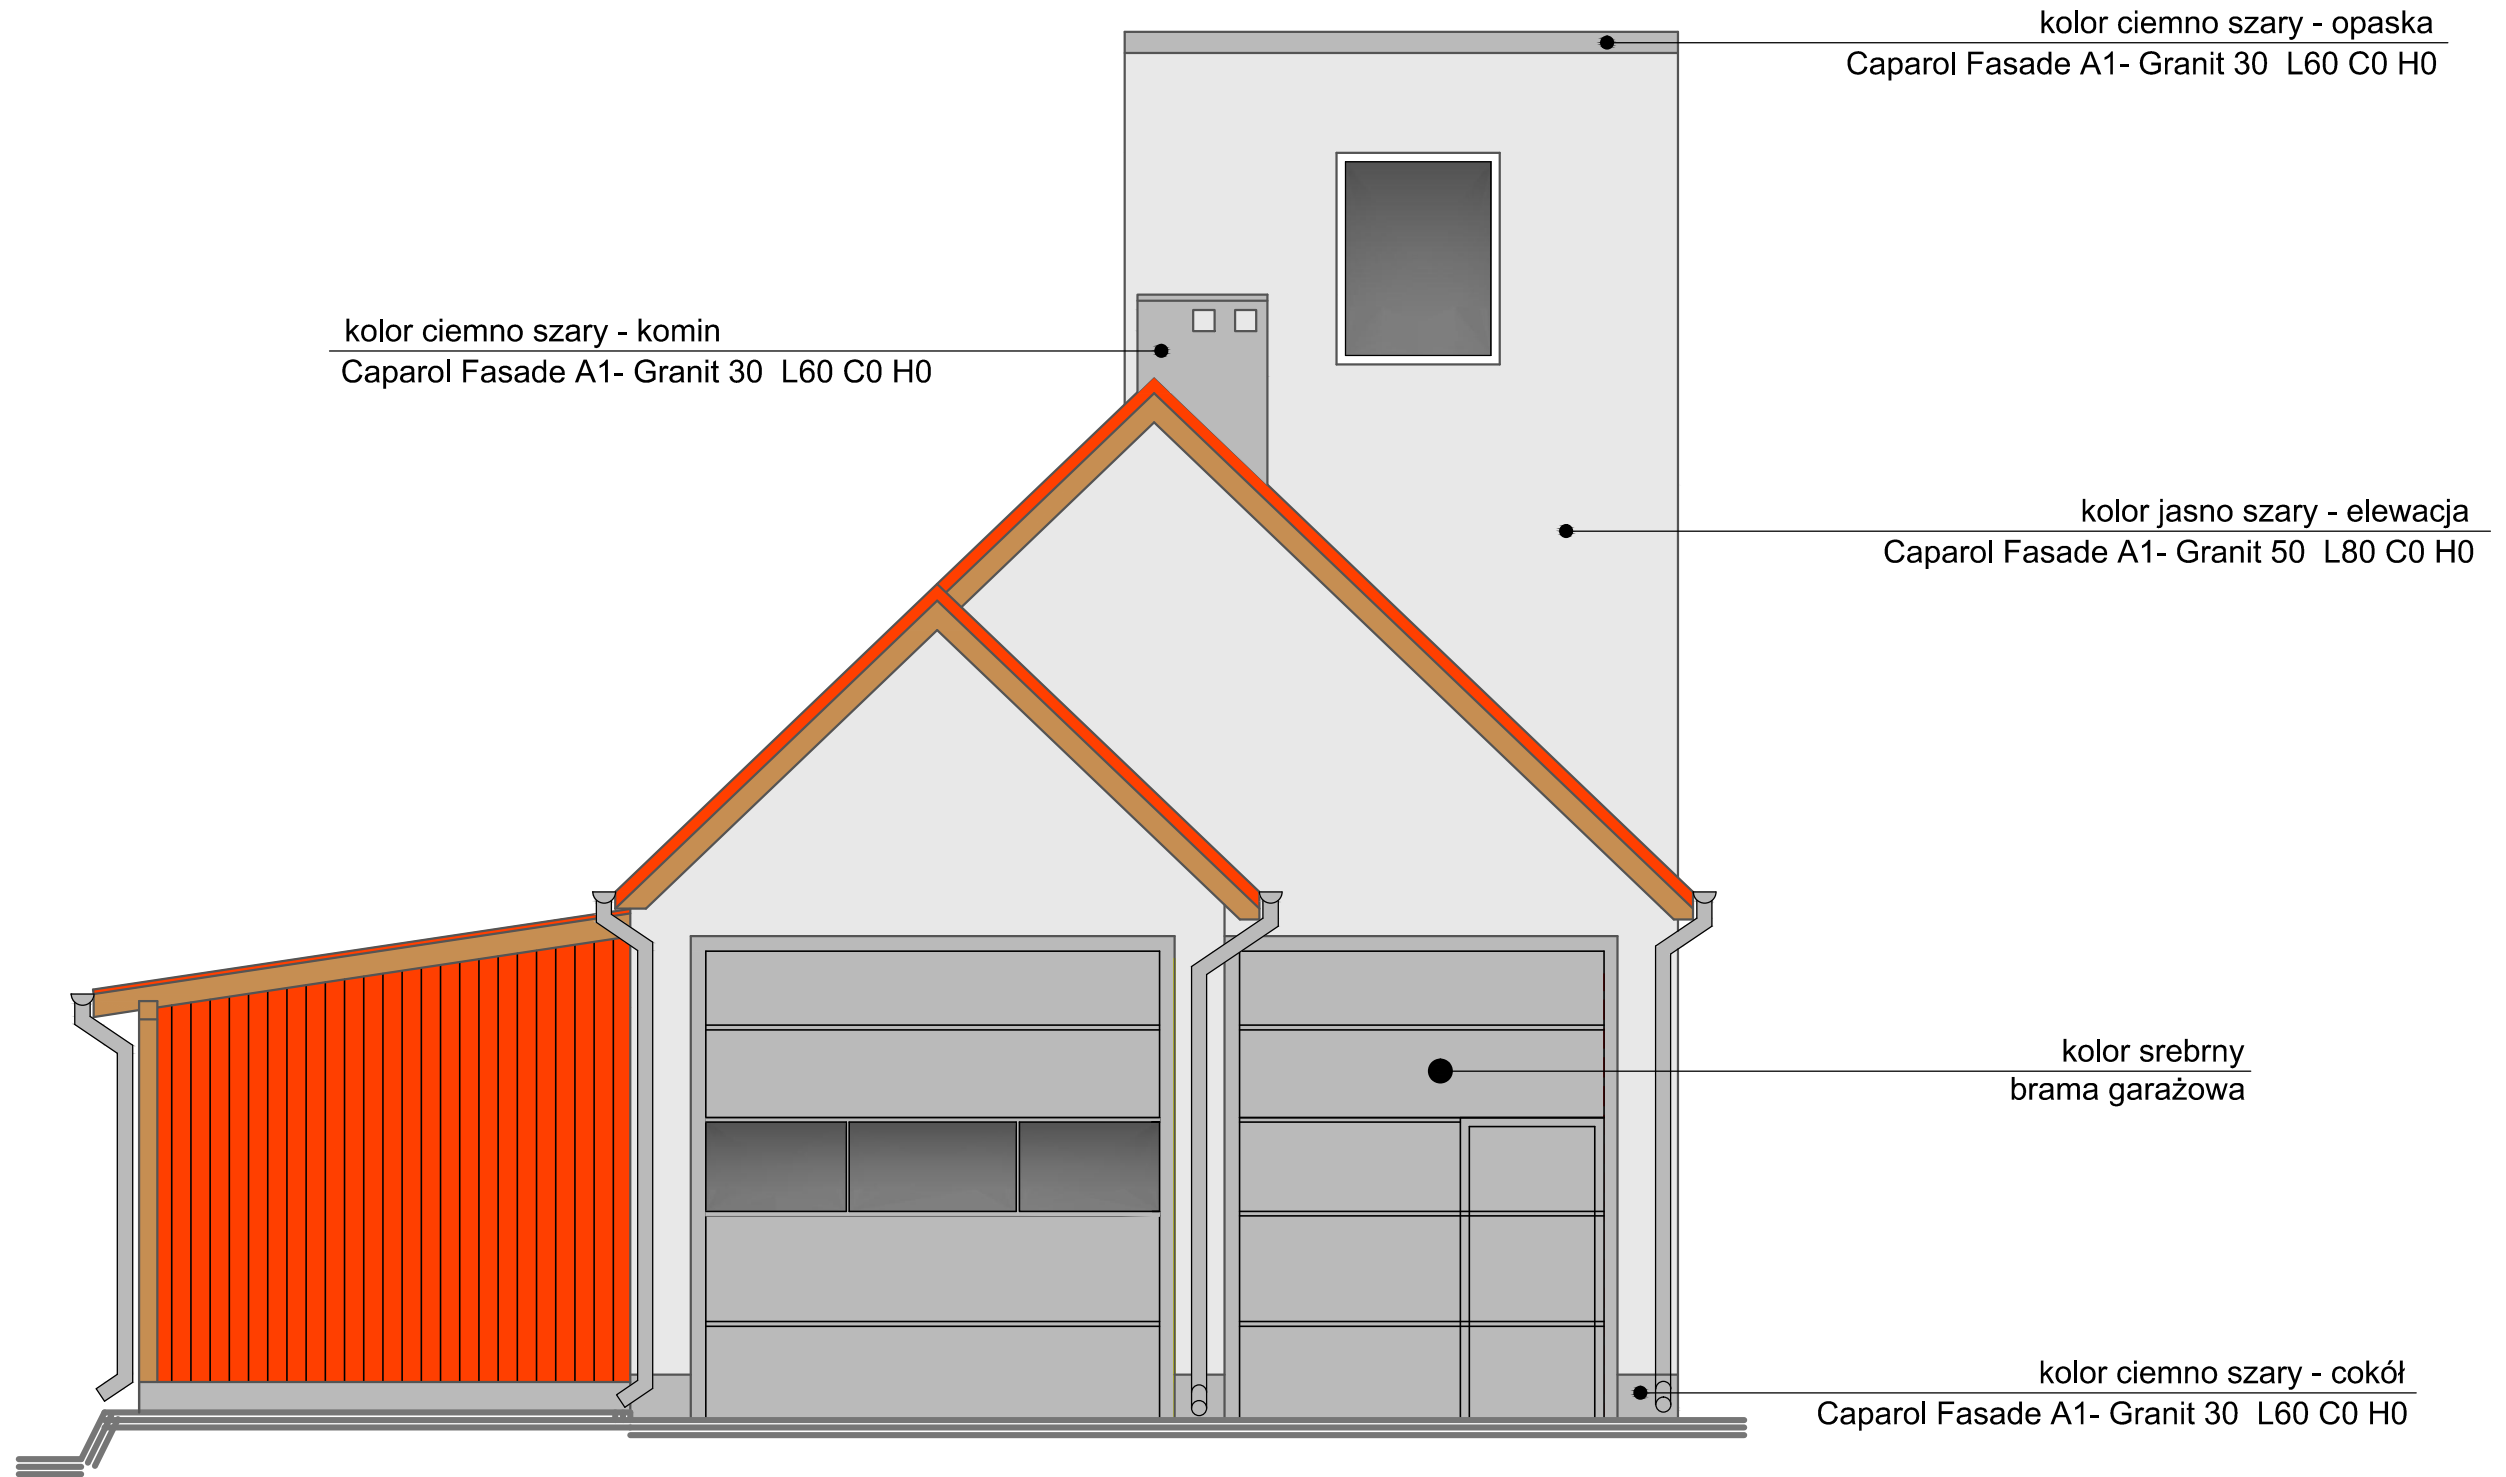 kolor ciemno szary - opaska
Caparol Fasade A1- Granit 30  L60 C0 H0
kolor ciemno szary - komin
Caparol Fasade A1- Granit 30  L60 C0 H0
kolor jasno szary - elewacja
Caparol Fasade A1- Granit 50  L80 C0 H0
kolor srebrny
brama garażowa
kolor ciemno szary - cokół
Caparol Fasade A1- Granit 30  L60 C0 H0